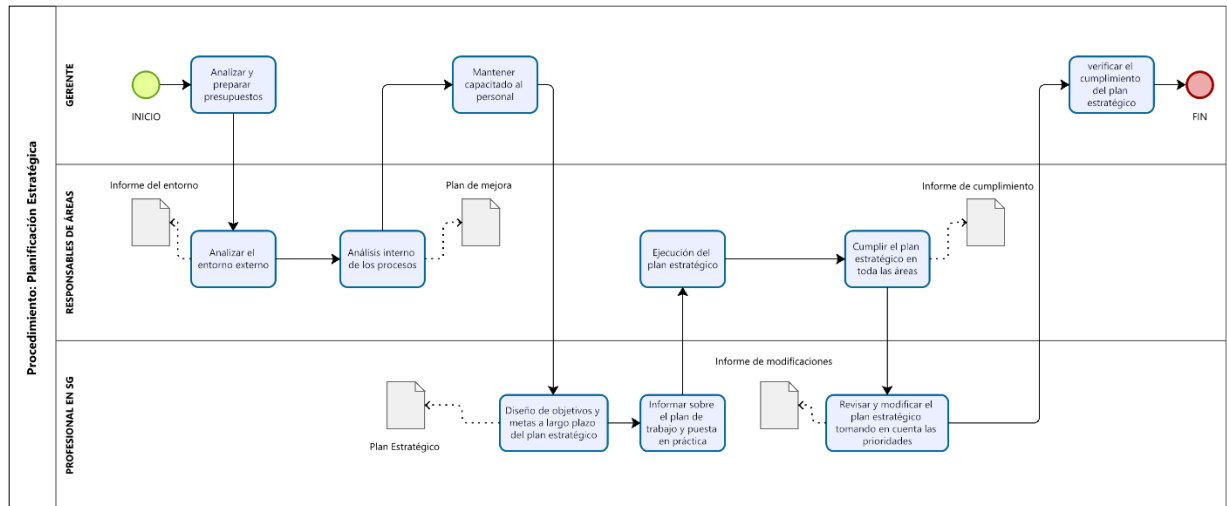 Procedimiento: Planificación Estratégica
GERENTE
INICIO
Analizar y
preparar
presupuestos
Mantener
capacitado al
personal
verificar el
cumplimiento
del plan
estratégico
FIN
RESPONSABLES DE ÁREAS
Informe del entorno
Analizar el
entorno externo
Análisis interno
de los procesos
Plan de mejora
Ejecución del
plan estratégico
Cumplir el plan
estratégico en
toda las áreas
Informe de cumplimiento
PROFESIONAL EN SG
Plan Estratégico
Diseño de objetivos y
metas a largo plazo
del plan estratégico
Informar sobre
el plan de
trabajo y puesta
en práctica
Informe de modificaciones
Revisar y modificar el
plan estratégico
tomando en cuenta las
prioridades